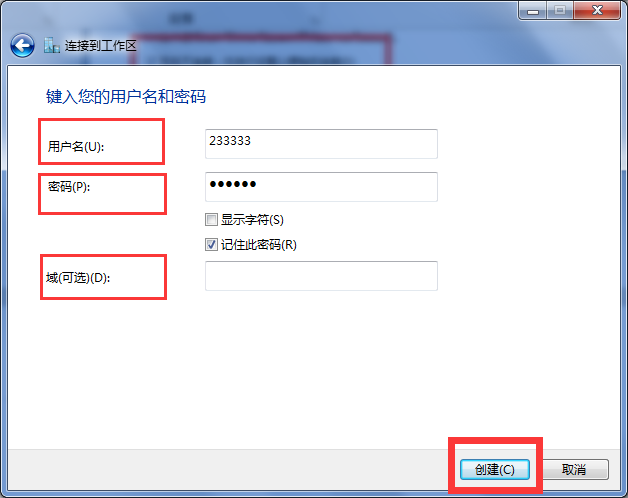 连接到工作区
键入您的用户名和密码
用户名(U):
233333
密码(P):
●●●●●●
显示字符(S)
记住此密码(R)
域(可选)(D):
创建(C)
取消